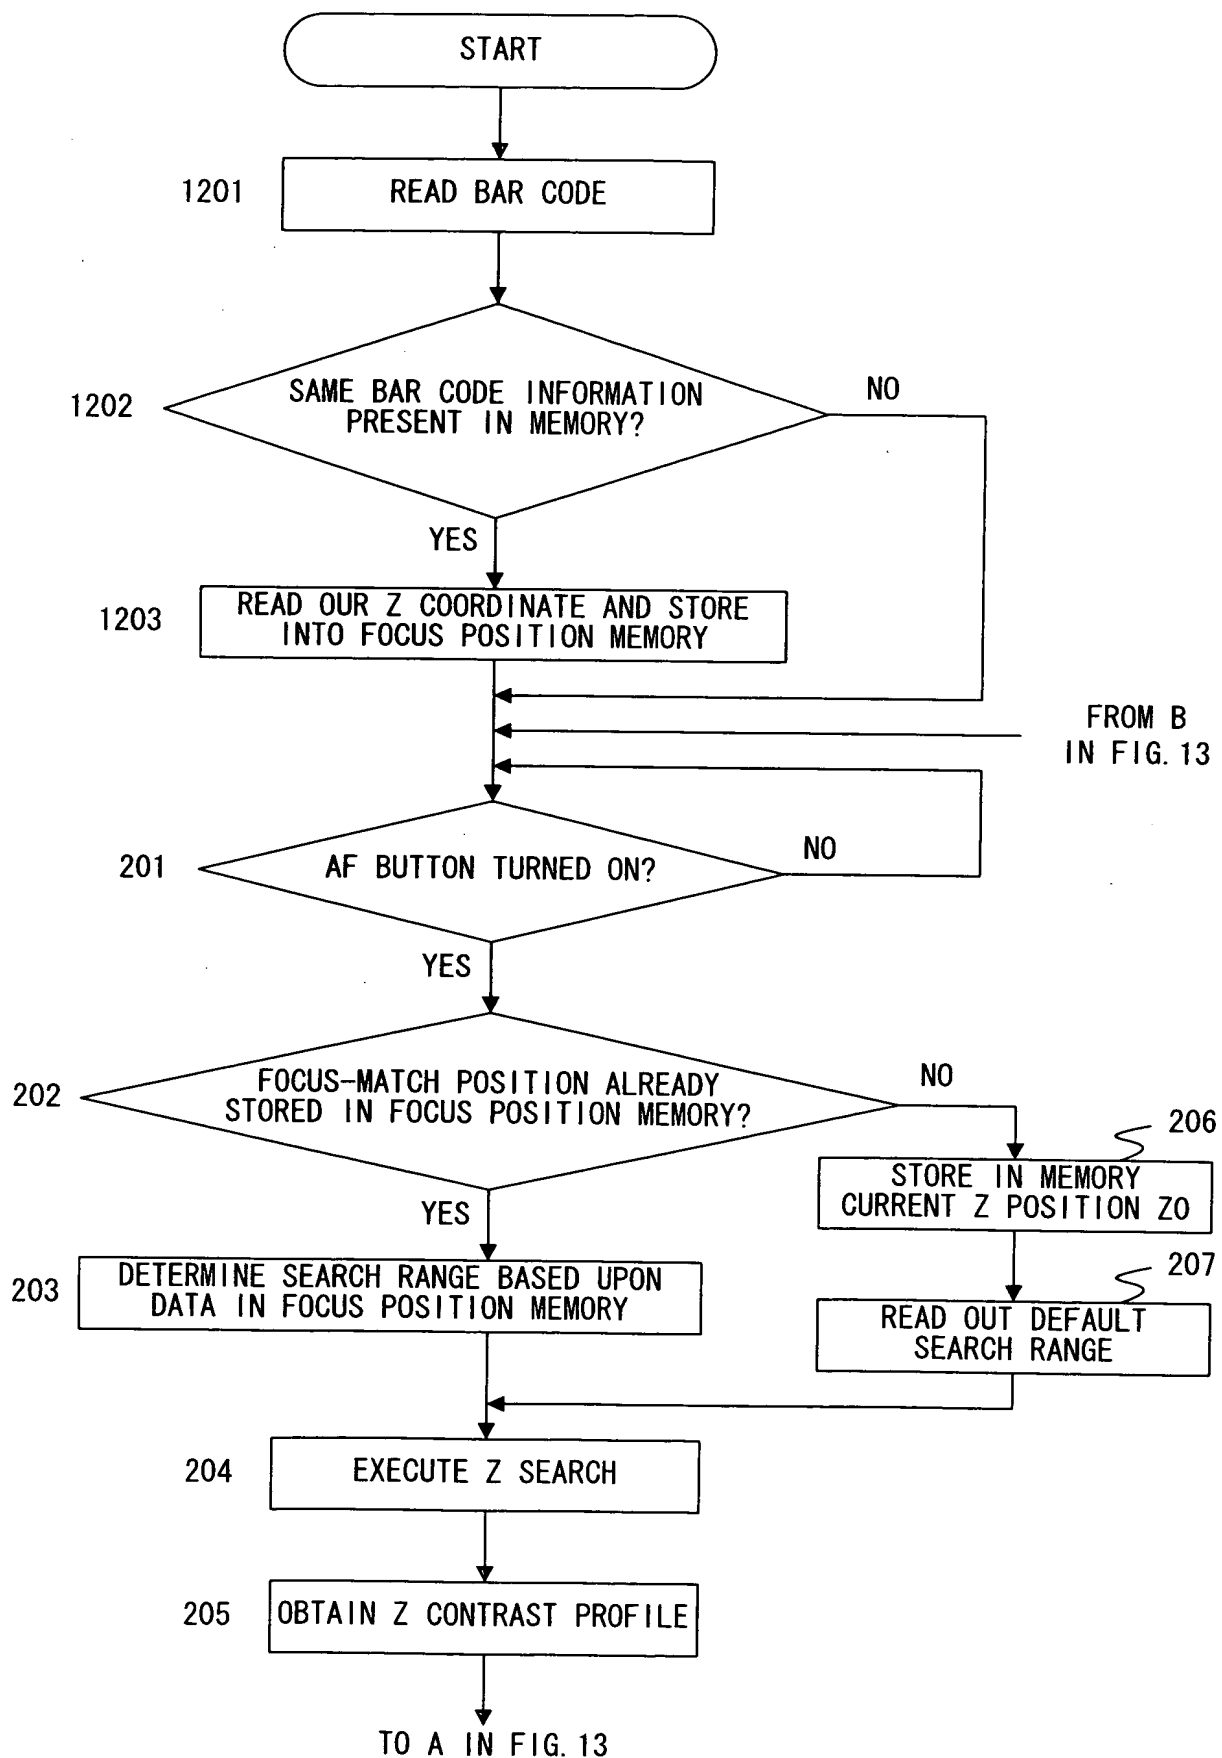 START
1201
READ BAR CODE
1202
SAME BAR CODE INFORMATION
PRESENT IN MEMORY?
NO
YES
1203
READ OUR Z COORDINATE AND STORE
INTO FOCUS POSITION MEMORY
FROM B
IN FIG. 13
201
AF BUTTON TURNED ON?
NO
YES
202
FOCUS-MATCH POSITION ALREADY
STORED IN FOCUS POSITION MEMORY?
NO
206
STORE IN MEMORY
CURRENT Z POSITION Z0
YES
203
DETERMINE SEARCH RANGE BASED UPON
DATA IN FOCUS POSITION MEMORY
207
READ OUT DEFAULT
SEARCH RANGE
204
EXECUTE Z SEARCH
205
OBTAIN Z CONTRAST PROFILE
TO A IN FIG. 13